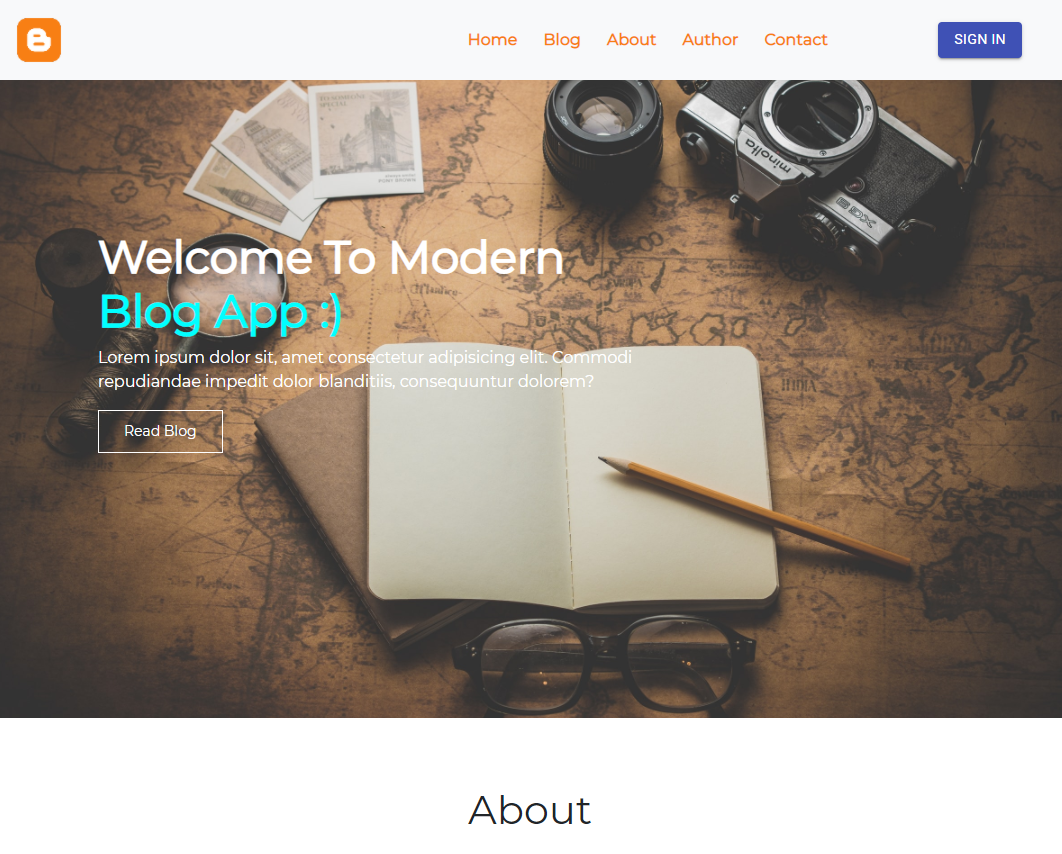 Home Blog About Author Contact SIGN IN
minolta
Welcome To Modern
Blog App :)
Lorem ipsum dolor sit, amet consectetur adipisicing elit. Commodi
repudiandae impedit dolor blanditiis, consequuntur dolorem?
Read Blog
About